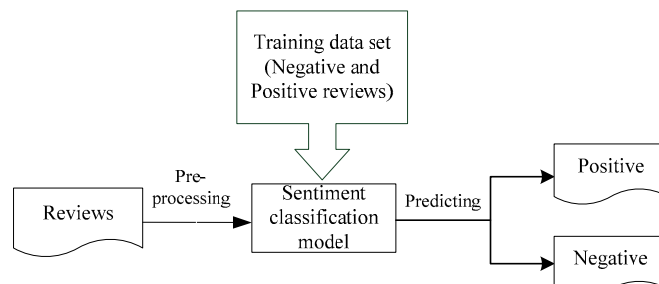 Training data set
(Negative and
Positive reviews)
Positive
Pre-
processing
Sentiment
classification
model
Predicting
Reviews
Negative